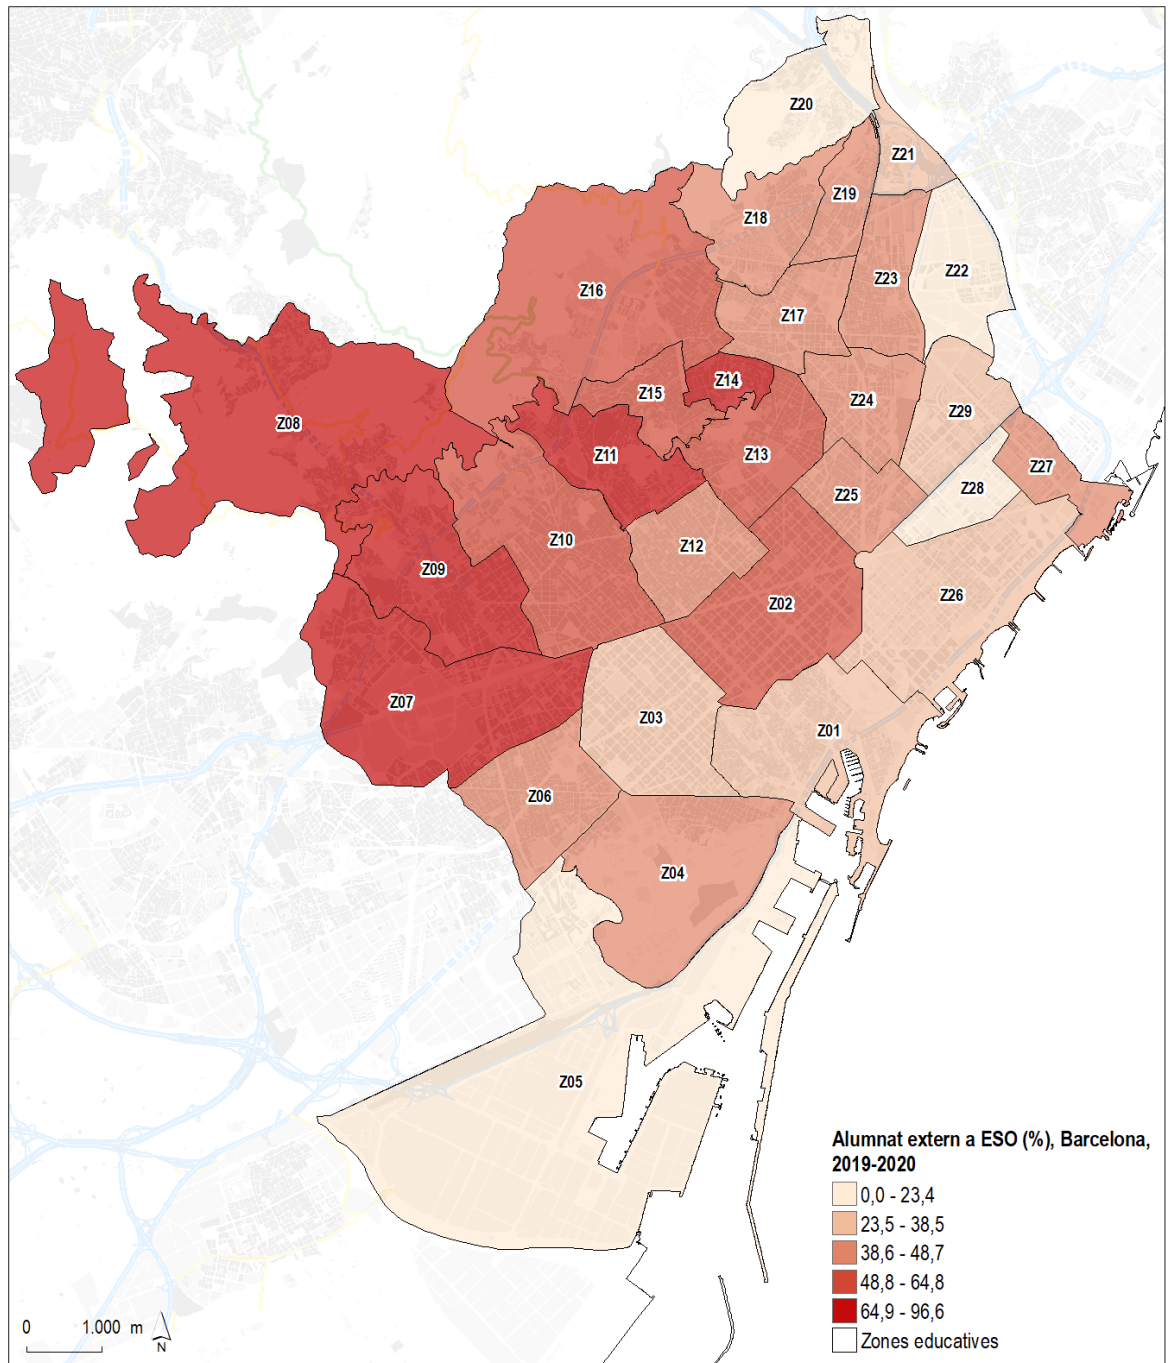 Z20
Z21
Z19
Z18
Z22
Z23
Z16
Z17
Z14
Z15
Z24
Z29
Z08
Z11
Z13
Z27
Z28
Z25
Z10
Z12
Z09
Z26
Z02
Z07
Z03
Z01
Z06
Z04
Z05
Alumnat extern a ESO (%), Barcelona,
2019-2020
0,0 - 23,4
23,5 - 38,5
38,6 - 48,7
48,8 - 64,8
64,9 - 96,6
Zones educatives
0 1.000 m
N